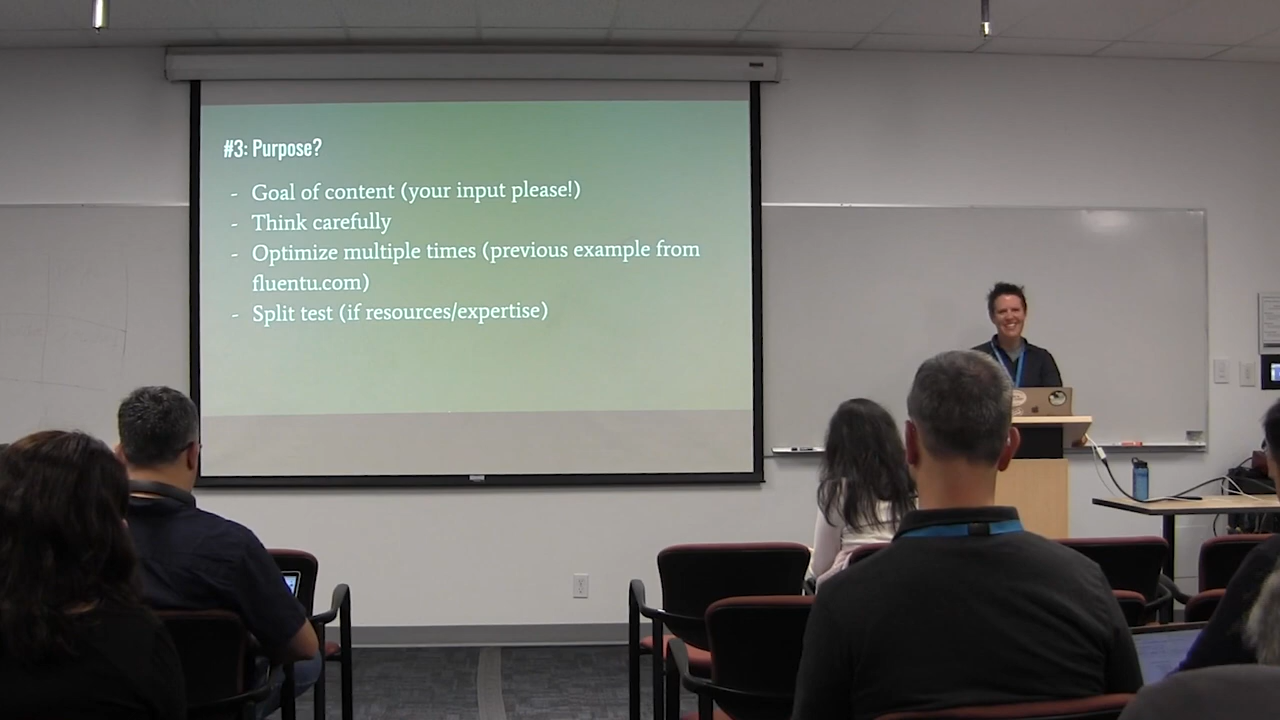 #3: Purpose?
- Goal of content (your input please!)
- Think carefully
- Optimize multiple times (previous example from
fluentu.com)
- Split test (if resources/expertise)